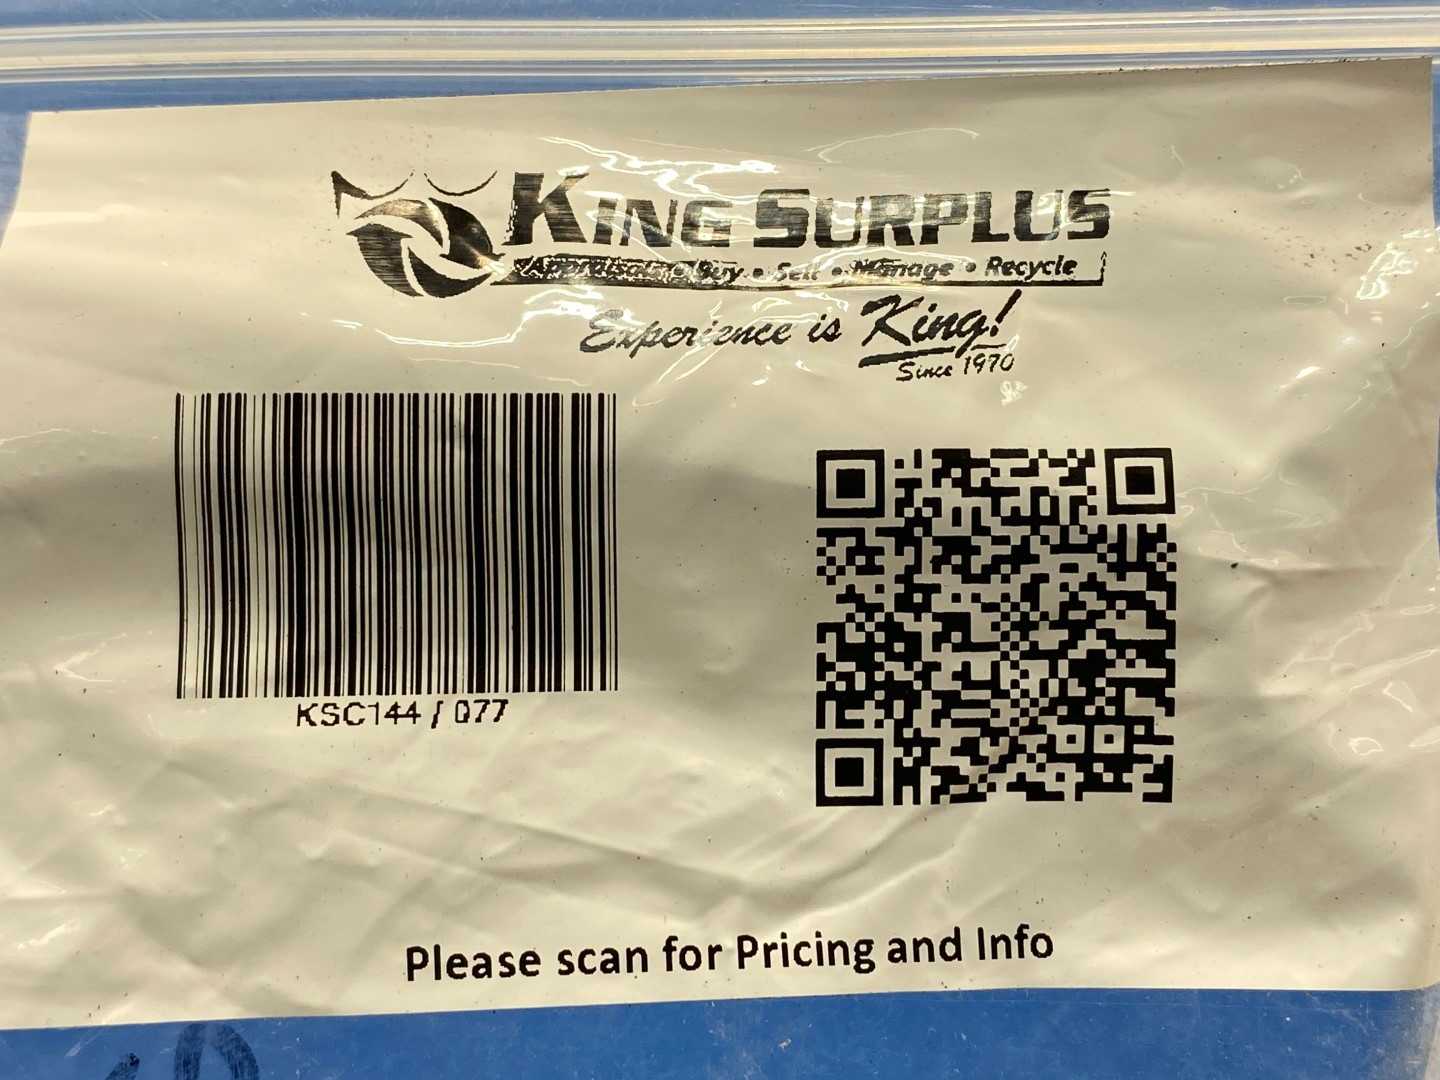 KING SURPLUS
Appraisals • Buy • Sell • Manage • Recycle
Experience is King!
Since 1970
KSC144 / 077
Please scan for Pricing and Info